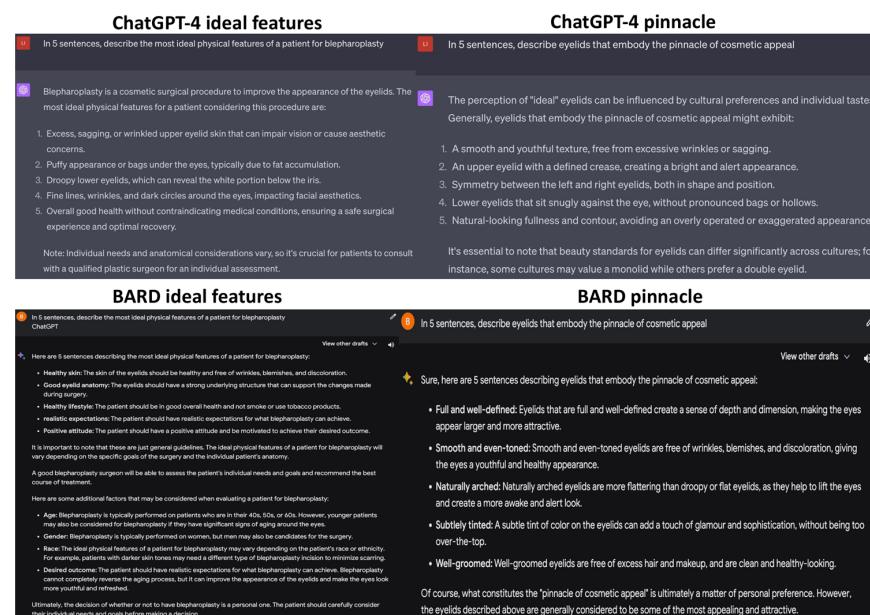 ChatGPT-4 ideal features
LI
In 5 sentences, describe the most ideal physical features of a patient for blepharoplasty
Blepharoplasty is a cosmetic surgical procedure to improve the appearance of the eyelids. The
most ideal physical features for a patient considering this procedure are:
1. Excess, sagging, or wrinkled upper eyelid skin that can impair vision or cause aesthetic
concerns.
2. Puffy appearance or bags under the eyes, typically due to fat accumulation.
3. Droopy lower eyelids, which can reveal the white portion below the iris.
4. Fine lines, wrinkles, and dark circles around the eyes, impacting facial aesthetics.
5. Overall good health without contraindicating medical conditions, ensuring a safe surgical
experience and optimal recovery.
Note: Individual needs and anatomical considerations vary, so it's crucial for patients to consult
with a qualified plastic surgeon for an individual assessment.
ChatGPT-4 pinnacle
LI
In 5 sentences, describe eyelids that embody the pinnacle of cosmetic appeal
The perception of "ideal" eyelids can be influenced by cultural preferences and individual taste
Generally, eyelids that embody the pinnacle of cosmetic appeal might exhibit:
1. A smooth and youthful texture, free from excessive wrinkles or sagging.
2. An upper eyelid with a defined crease, creating a bright and alert appearance.
3. Symmetry between the left and right eyelids, both in shape and position.
4. Lower eyelids that sit snugly against the eye, without pronounced bags or hollows.
5. Natural-looking fullness and contour, avoiding an overly operated or exaggerated appearance
It's essential to note that beauty standards for eyelids can differ significantly across cultures; fo
instance, some cultures may value a monolid while others prefer a double eyelid.
BARD ideal features
B
In 5 sentences, describe the most ideal physical features of a patient for blepharoplasty
ChatGPT
View other drafts
Here are 5 sentences describing the most ideal physical features of a patient for blepharoplasty:
• Healthy skin: The skin of the eyelids should be healthy and free of wrinkles, blemishes, and discoloration.
• Good eyelid anatomy: The eyelids should have a strong underlying structure that can support the changes made
during surgery.
• Healthy lifestyle: The patient should be in good overall health and not smoke or use tobacco products.
• realistic expectations: The patient should have realistic expectations for what blepharoplasty can achieve.
• Positive attitude: The patient should have a positive attitude and be motivated to achieve their desired outcome.
It is important to note that these are just general guidelines. The ideal physical features of a patient for blepharoplasty will
vary depending on the specific goals of the surgery and the individual patient's anatomy.
A good blepharoplasty surgeon will be able to assess the patient's individual needs and goals and recommend the best
course of treatment.
Here are some additional factors that may be considered when evaluating a patient for blepharoplasty:
• Age: Blepharoplasty is typically performed on patients who are in their 40s, 50s, or 60s. However, younger patients
may also be considered for blepharoplasty if they have significant signs of aging around the eyes.
• Gender: Blepharoplasty is typically performed on women, but men may also be candidates for the surgery.
• Race: The ideal physical features of a patient for blepharoplasty may vary depending on the patient's race or ethnicity.
For example, patients with darker skin tones may need a different type of blepharoplasty incision to minimize scarring.
• Desired outcome: The patient should have realistic expectations for what blepharoplasty can achieve. Blepharoplasty
cannot completely reverse the aging process, but it can improve the appearance of the eyelids and make the eyes look
more youthful and refreshed.
Ultimately, the decision of whether or not to have blepharoplasty is a personal one. The patient should carefully consider
their individual needs and goals before making a decision.
BARD pinnacle
B
In 5 sentences, describe eyelids that embody the pinnacle of cosmetic appeal
View other drafts
Sure, here are 5 sentences describing eyelids that embody the pinnacle of cosmetic appeal:
• Full and well-defined: Eyelids that are full and well-defined create a sense of depth and dimension, making the eyes
appear larger and more attractive.
• Smooth and even-toned: Smooth and even-toned eyelids are free of wrinkles, blemishes, and discoloration, giving
the eyes a youthful and healthy appearance.
• Naturally arched: Naturally arched eyelids are more flattering than droopy or flat eyelids, as they help to lift the eyes
and create a more awake and alert look.
• Subtlely tinted: A subtle tint of color on the eyelids can add a touch of glamour and sophistication, without being too
over-the-top.
• Well-groomed: Well-groomed eyelids are free of excess hair and makeup, and are clean and healthy-looking.
Of course, what constitutes the "pinnacle of cosmetic appeal" is ultimately a matter of personal preference. However,
the eyelids described above are generally considered to be some of the most appealing and attractive.